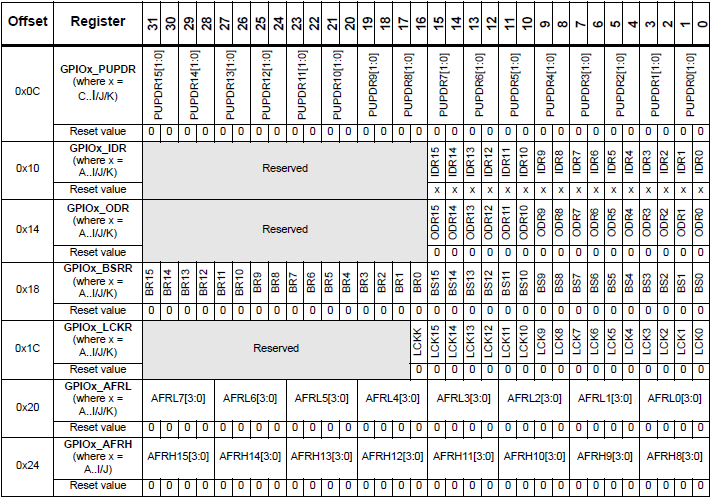 Offset Register 31 30 29 28 27 26 25 24 23 22 21 20 19 18 17 16 15 14 13 12 11 10 9 8 7 6 5 4 3 2 1 0
0x0C GPIOx_PUPDR (where x = C..I/J/K) PUPDR15[1:0] PUPDR14[1:0] PUPDR13[1:0] PUPDR12[1:0] PUPDR11[1:0] PUPDR10[1:0] PUPDR9[1:0] PUPDR8[1:0] PUPDR7[1:0] PUPDR6[1:0] PUPDR5[1:0] PUPDR4[1:0] PUPDR3[1:0] PUPDR2[1:0] PUPDR1[1:0] PUPDR0[1:0]
Reset value 0 0 0 0 0 0 0 0 0 0 0 0 0 0 0 0 0 0 0 0 0 0 0 0 0 0 0 0 0 0 0 0
0x10 GPIOx_IDR (where x = A..I/J/K) Reserved IDR15 IDR14 IDR13 IDR12 IDR11 IDR10 IDR9 IDR8 IDR7 IDR6 IDR5 IDR4 IDR3 IDR2 IDR1 IDR0
Reset value x x x x x x x x x x x x x x x x
0x14 GPIOx_ODR (where x = A..I/J/K) Reserved ODR15 ODR14 ODR13 ODR12 ODR11 ODR10 ODR9 ODR8 ODR7 ODR6 ODR5 ODR4 ODR3 ODR2 ODR1 ODR0
Reset value 0 0 0 0 0 0 0 0 0 0 0 0 0 0 0 0
0x18 GPIOx_BSRR (where x = A..I/J/K) BR15 BR14 BR13 BR12 BR11 BR10 BR9 BR8 BR7 BR6 BR5 BR4 BR3 BR2 BR1 BR0 BS15 BS14 BS13 BS12 BS11 BS10 BS9 BS8 BS7 BS6 BS5 BS4 BS3 BS2 BS1 BS0
Reset value 0 0 0 0 0 0 0 0 0 0 0 0 0 0 0 0 0 0 0 0 0 0 0 0 0 0 0 0 0 0 0 0
0x1C GPIOx_LCKR (where x = A..I/J/K) Reserved LCKK LCK15 LCK14 LCK13 LCK12 LCK11 LCK10 LCK9 LCK8 LCK7 LCK6 LCK5 LCK4 LCK3 LCK2 LCK1 LCK0
Reset value 0 0 0 0 0 0 0 0 0 0 0 0 0 0 0 0 0
0x20 GPIOx_AFRL (where x = A..I/J/K) AFRL7[3:0] AFRL6[3:0] AFRL5[3:0] AFRL4[3:0] AFRL3[3:0] AFRL2[3:0] AFRL1[3:0] AFRL0[3:0]
Reset value 0 0 0 0 0 0 0 0 0 0 0 0 0 0 0 0 0 0 0 0 0 0 0 0 0 0 0 0 0 0 0 0
0x24 GPIOx_AFRH (where x = A..I/J) AFRH15[3:0] AFRH14[3:0] AFRH13[3:0] AFRH12[3:0] AFRH11[3:0] AFRH10[3:0] AFRH9[3:0] AFRH8[3:0]
Reset value 0 0 0 0 0 0 0 0 0 0 0 0 0 0 0 0 0 0 0 0 0 0 0 0 0 0 0 0 0 0 0 0